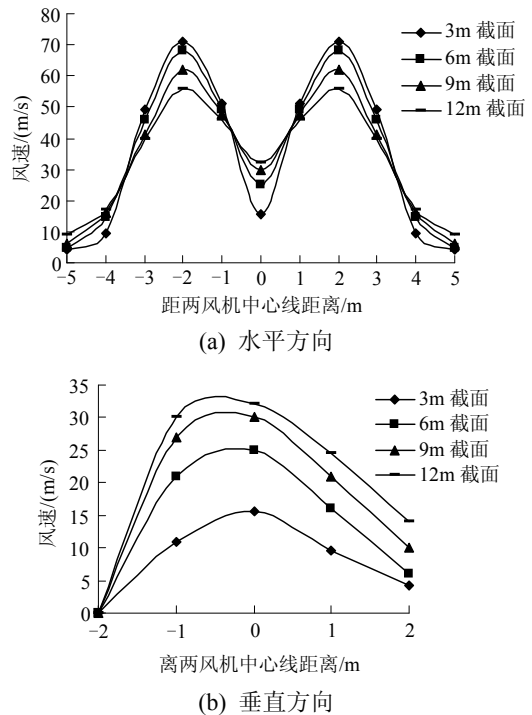 80
70
60
50
40
30
20
10
0
风速/(m/s)
3m 截面
6m 截面
9m 截面
12m 截面
−5 −4 −3 −2 −1 0 1 2 3 4 5
距两风机中心线距离/m
(a) 水平方向
35
30
25
20
15
10
5
0
风速/(m/s)
3m 截面
6m 截面
9m 截面
12m 截面
−2 −1 0 1 2
离两风机中心线距离/m
(b) 垂直方向